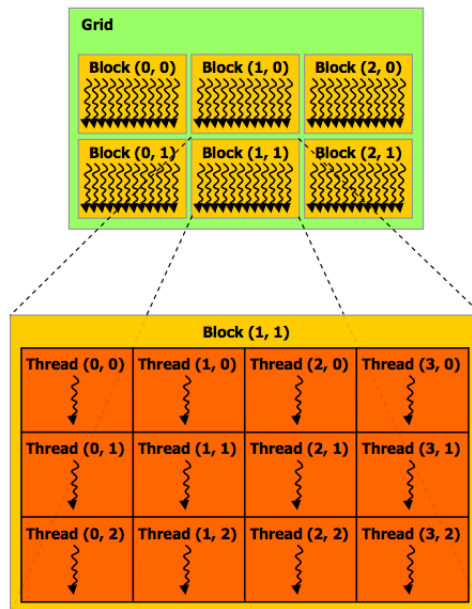 Grid
Block (0, 0) Block (1, 0) Block (2, 0)
Block (0, 1) Block (1, 1) Block (2, 1)
Block (1, 1)
Thread (0, 0) Thread (1, 0) Thread (2, 0) Thread (3, 0)
Thread (0, 1) Thread (1, 1) Thread (2, 1) Thread (3, 1)
Thread (0, 2) Thread (1, 2) Thread (2, 2) Thread (3, 2)